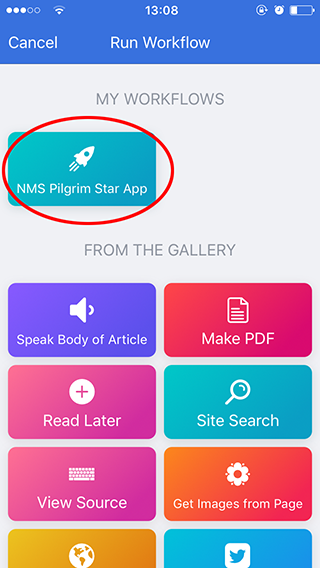 13:08
Cancel
Run Workflow
MY WORKFLOWS
NMS Pilgrim Star App
FROM THE GALLERY
Speak Body of Article
Make PDF
Read Later
Site Search
View Source
Get Images from Page